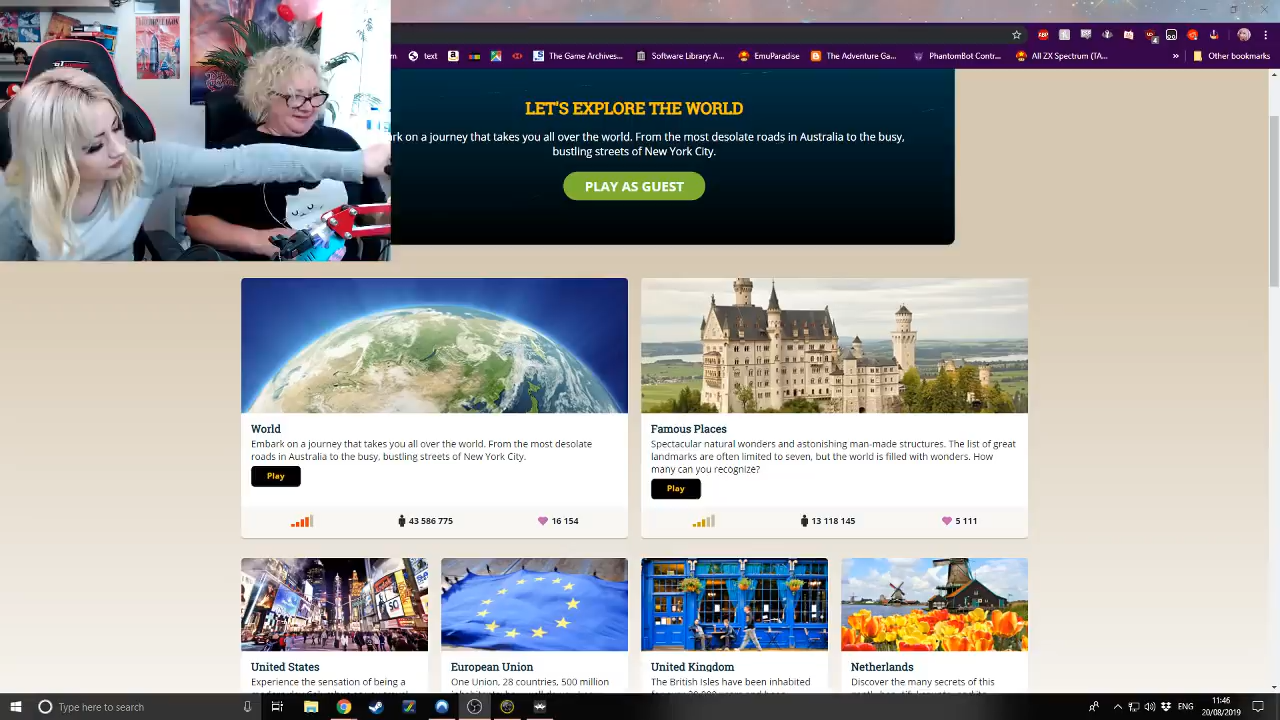 text
The Game Archives...
Software Library: A...
EmuParadise
The Adventure Ga...
PhantomBot Contr...
All ZX Spectrum (TA...
»
Other bookmarks
LET'S EXPLORE THE WORLD
rk on a journey that takes you all over the world. From the most desolate roads in Australia to the busy,
bustling streets of New York City.
PLAY AS GUEST
World
Embark on a journey that takes you all over the world. From the most desolate
roads in Australia to the busy, bustling streets of New York City.
Play
43 586 775
16 154
Famous Places
Spectacular natural wonders and astonishing man-made structures. The list of great
landmarks are often limited to seven, but the world is filled with wonders. How
many can you recognize?
Play
13 118 145
5 111
United States
Experience the sensation of being a
European Union
One Union, 28 countries, 500 million
United Kingdom
The British Isles have been inhabited
Netherlands
Discover the many secrets of this
Type here to search
ENG
11:46
20/08/2019